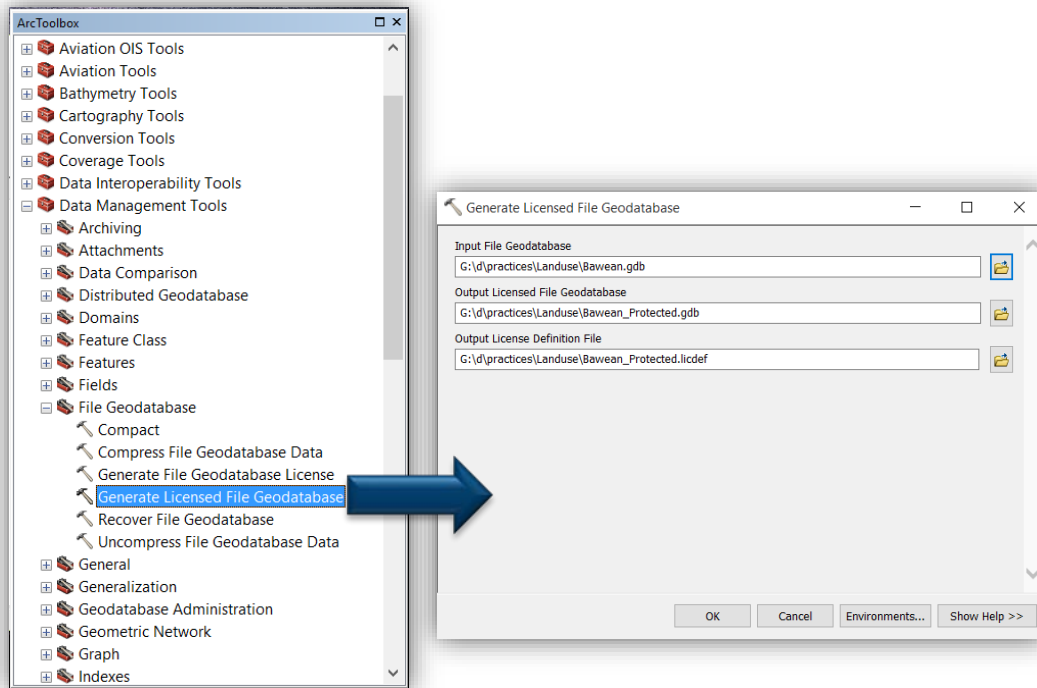 ArcToolbox
Aviation OIS Tools
Aviation Tools
Bathymetry Tools
Cartography Tools
Conversion Tools
Coverage Tools
Data Interoperability Tools
Data Management Tools
Archiving
Attachments
Data Comparison
Distributed Geodatabase
Domains
Feature Class
Features
Fields
File Geodatabase
Compact
Compress File Geodatabase Data
Generate File Geodatabase License
Generate Licensed File Geodatabase
Recover File Geodatabase
Uncompress File Geodatabase Data
General
Generalization
Geodatabase Administration
Geometric Network
Graph
Indexes
Generate Licensed File Geodatabase
Input File Geodatabase
G:\d\practices\Landuse\Bawean.gdb
Output Licensed File Geodatabase
G:\d\practices\Landuse\Bawean_Protected.gdb
Output License Definition File
G:\d\practices\Landuse\Bawean_Protected.licdef
OK
Cancel
Environments...
Show Help >>